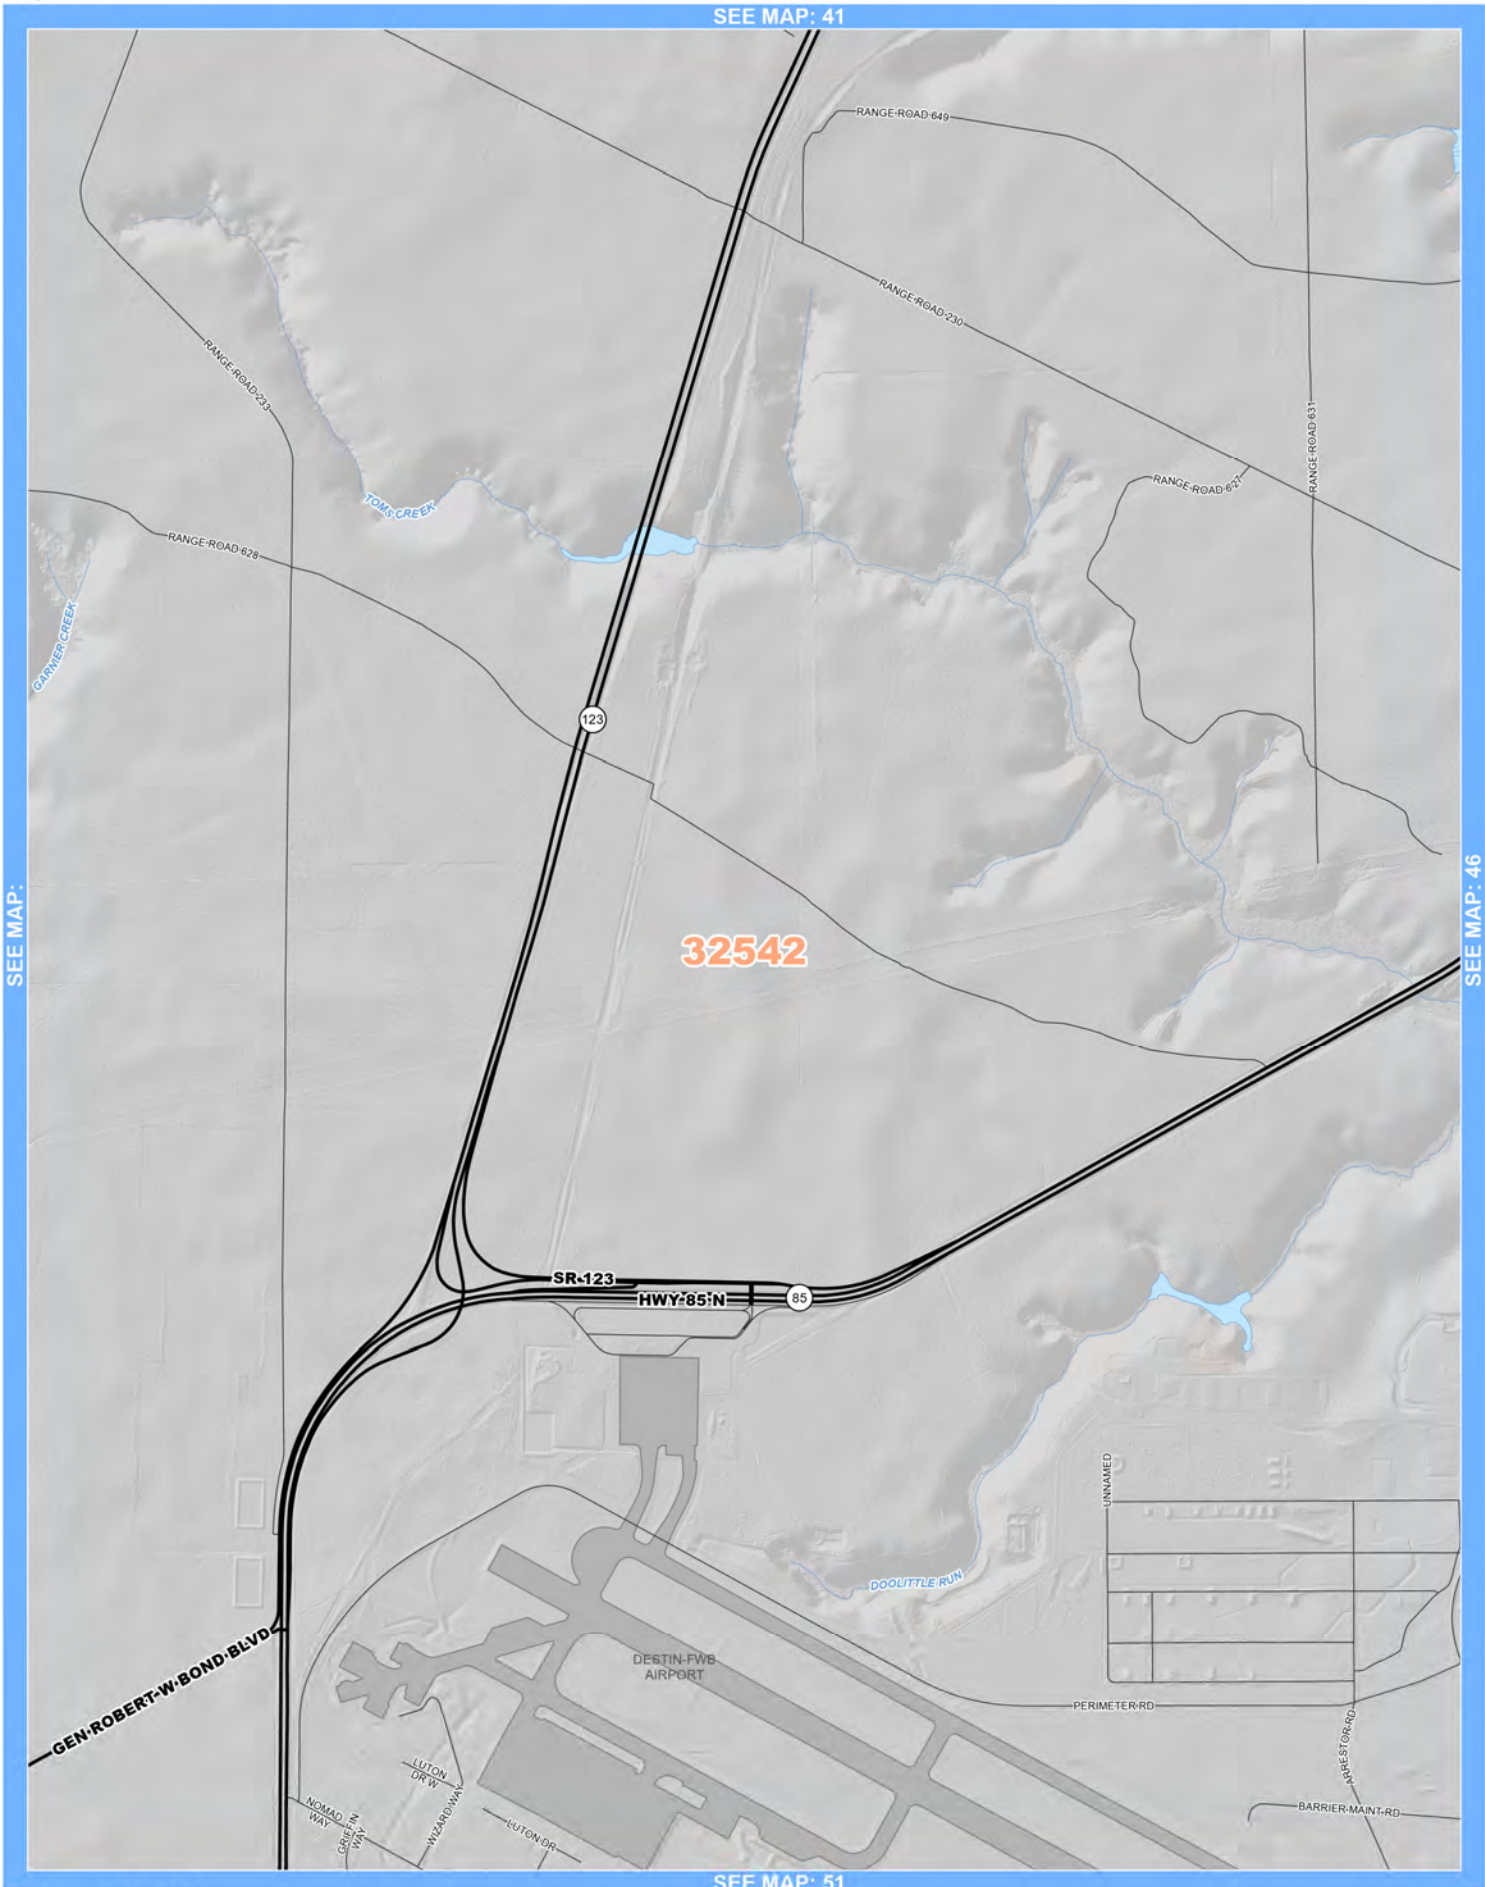 SEE MAP: 41
RANGE ROAD 649
RANGE ROAD 230
RANGE ROAD 233
RANGE ROAD 631
RANGE ROAD 627
TOMS CREEK
RANGE ROAD 628
GARNIER CREEK
123
SEE MAP:
32542
SEE MAP: 46
SR 123
HWY 85 N
85
UNNAMED
DOOLITTLE RUN
GEN ROBERT W BOND BLVD
DESTIN-FWB
AIRPORT
PERIMETER RD
ARRESTOR RD
LUTON
DR W
WIZARD WAY
NOMAD
WAY
GRIFFIN
WAY
LUTON DR
BARRIER MAINT RD
SEE MAP: 51